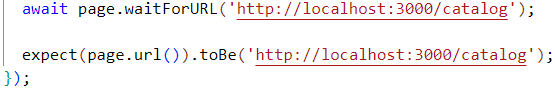 await page.waitForURL('http://localhost:3000/catalog');
expect(page.url()).toBe('http://localhost:3000/catalog');
});